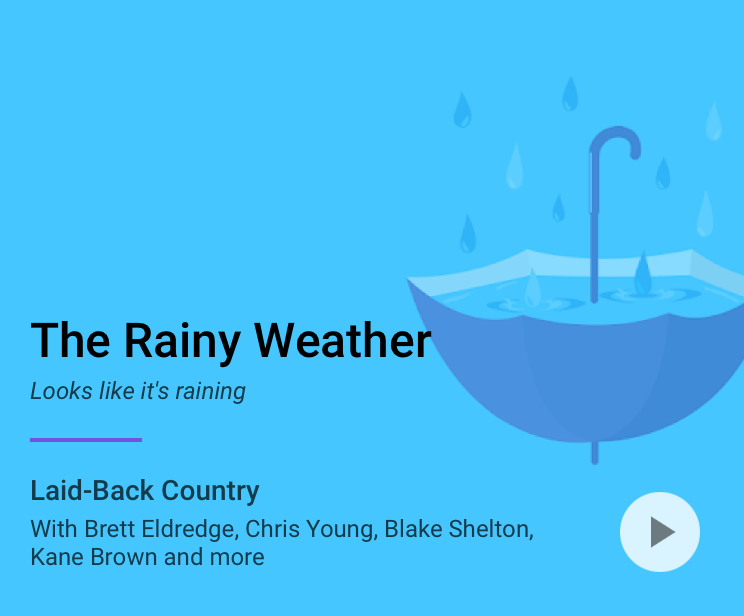 The Rainy Weather
Looks like it's raining
Laid-Back Country
With Brett Eldredge, Chris Young, Blake Shelton,
Kane Brown and more